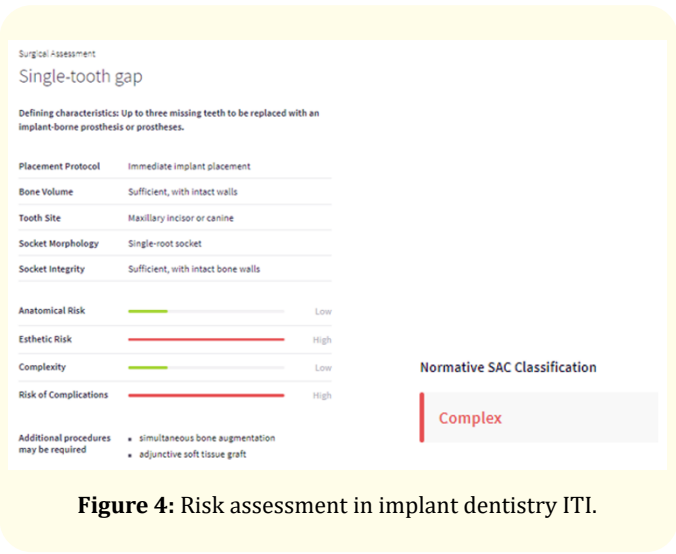 Surgical Assessment
Single-tooth gap
Defining characteristics: Up to three missing teeth to be replaced with an
implant-borne prosthesis or prostheses.
Placement Protocol Immediate implant placement
Bone Volume Sufficient, with intact walls
Tooth Site Maxillary incisor or canine
Socket Morphology Single-root socket
Socket Integrity Sufficient, with intact bone walls
Anatomical Risk Low
Esthetic Risk High
Complexity Low
Risk of Complications High
Additional procedures • simultaneous bone augmentation
may be required • adjunctive soft tissue graft
Normative SAC Classification
Complex
Figure 4: Risk assessment in implant dentistry ITI.